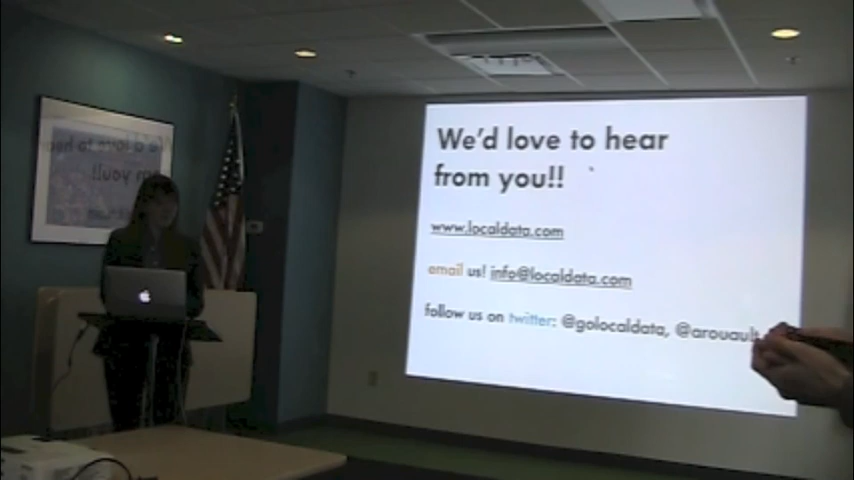 We'd love to hear
from you!!
www.localdata.com
email us! info@localdata.com
follow us on twitter: @golocaldata, @arouault